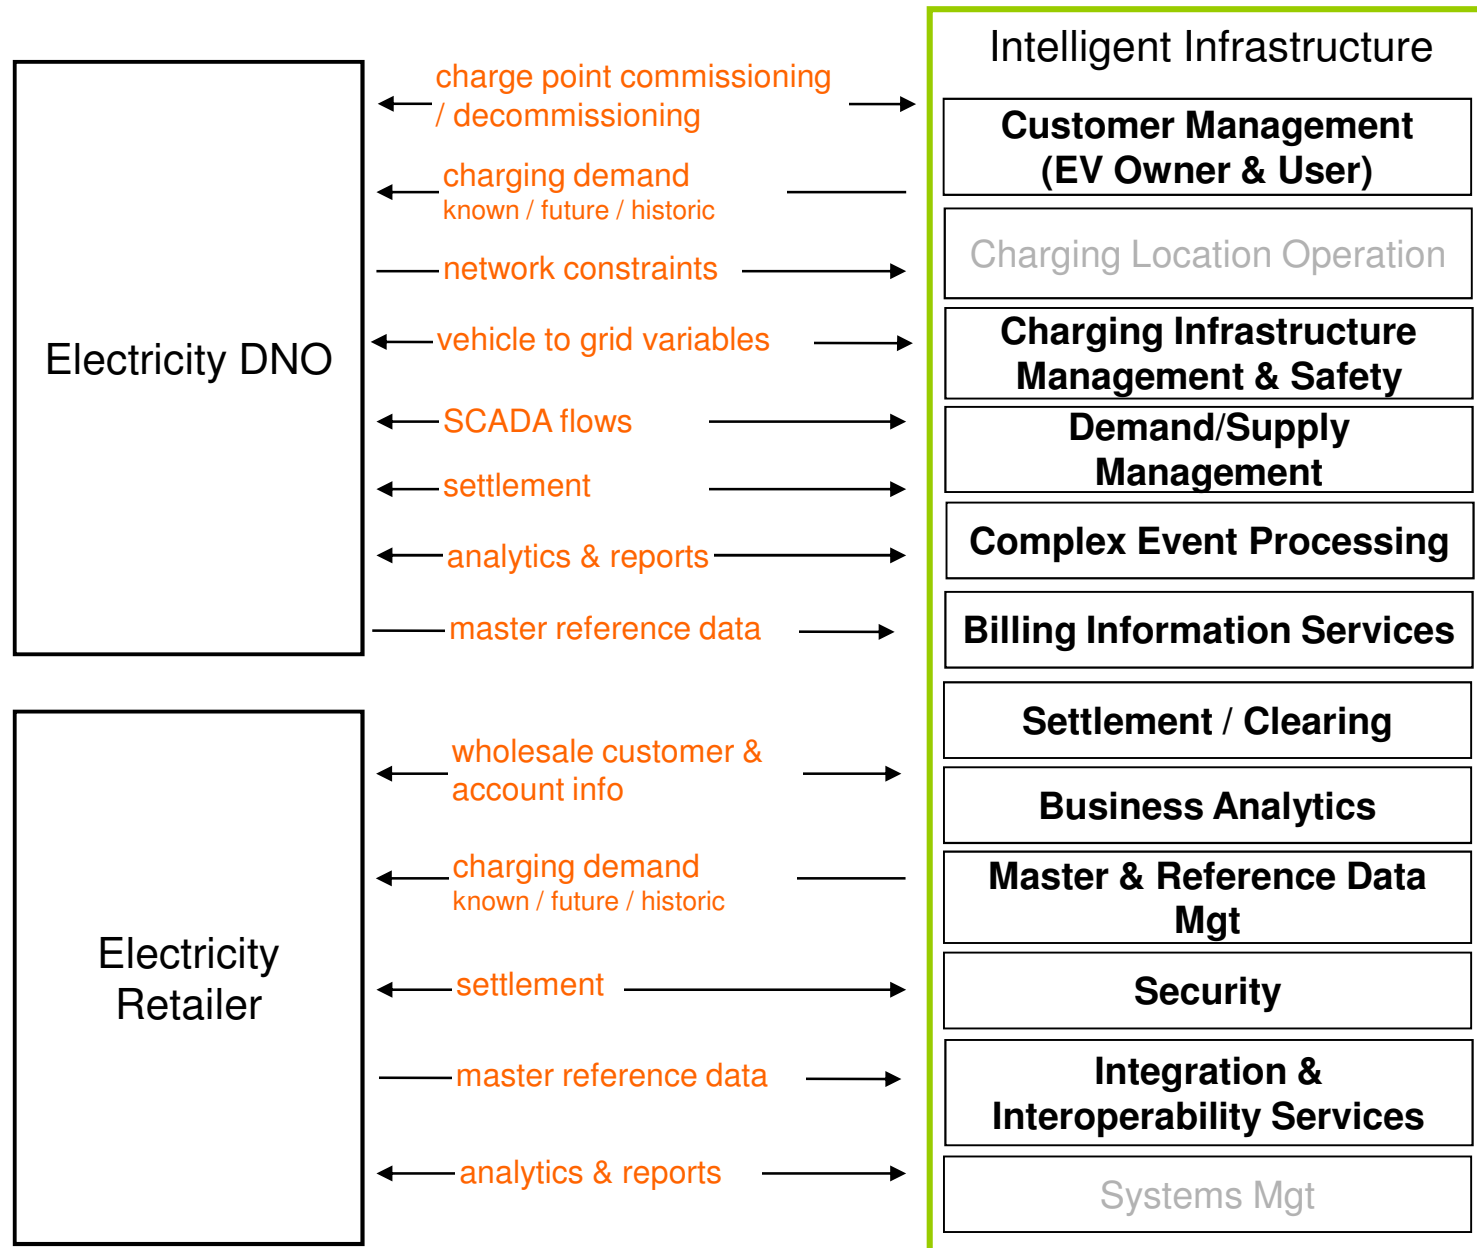 Electricity DNO
charge point commissioning
/ decommissioning
charging demand
known / future / historic
network constraints
vehicle to grid variables
SCADA flows
settlement
analytics & reports
master reference data
Electricity
Retailer
wholesale customer &
account info
charging demand
known / future / historic
settlement
master reference data
analytics & reports
Intelligent Infrastructure
Customer Management
(EV Owner & User)
Charging Location Operation
Charging Infrastructure
Management & Safety
Demand/Supply
Management
Complex Event Processing
Billing Information Services
Settlement / Clearing
Business Analytics
Master & Reference Data
Mgt
Security
Integration &
Interoperability Services
Systems Mgt